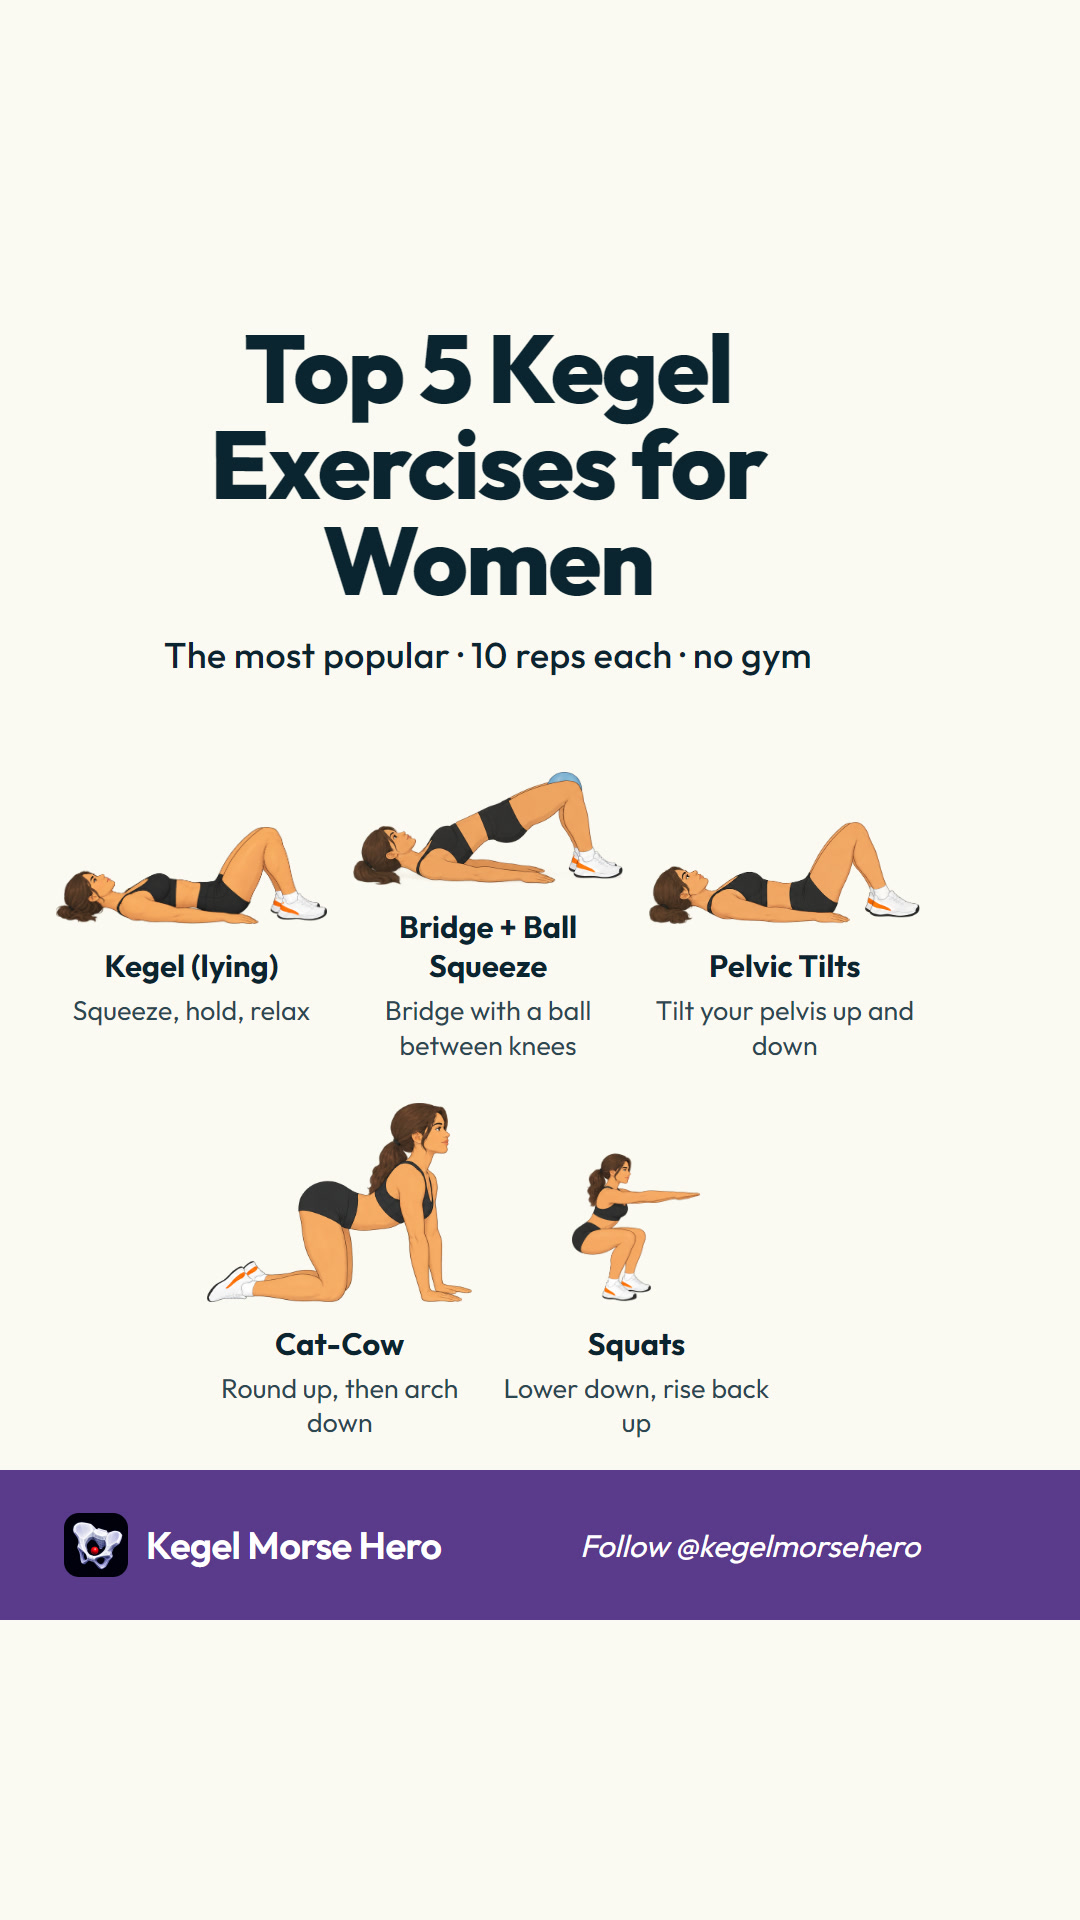 Top 5 Kegel
Exercises for
Women
The most popular · 10 reps each · no gym
Kegel (lying)
Squeeze, hold, relax
Bridge + Ball
Squeeze
Bridge with a ball
between knees
Pelvic Tilts
Tilt your pelvis up and
down
Cat-Cow
Round up, then arch
down
Squats
Lower down, rise back
up
Kegel Morse Hero
Follow @kegelmorsehero